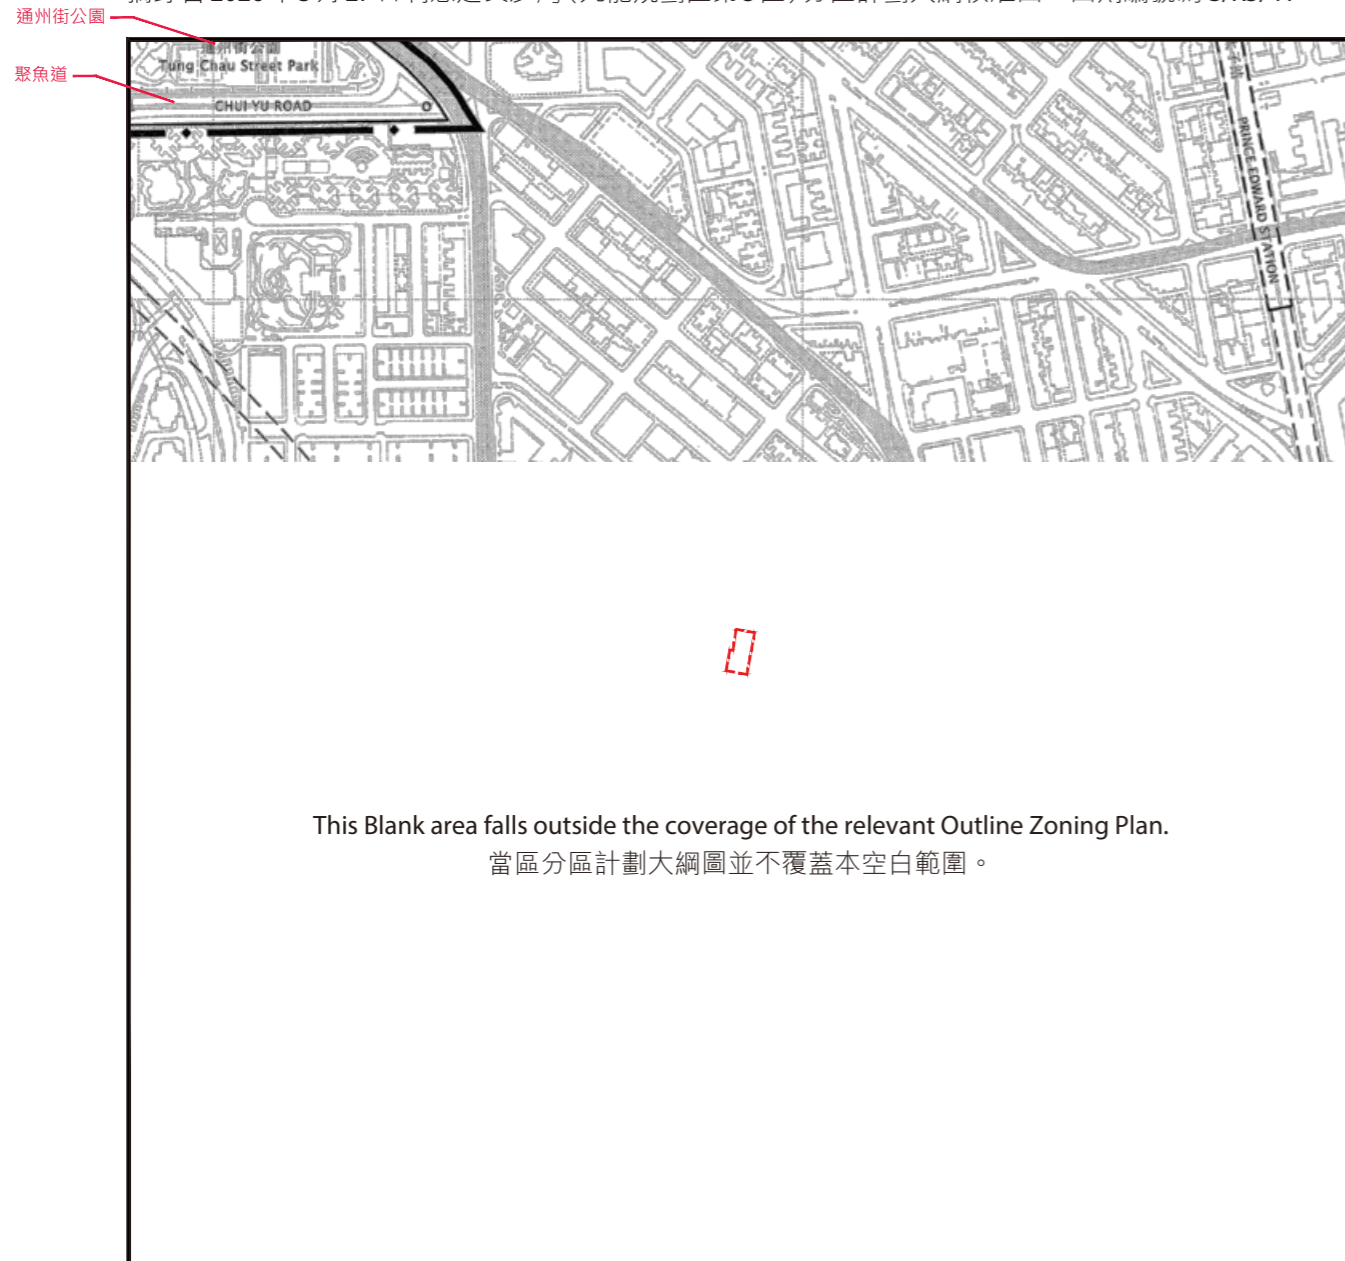 通州街公園
聚魚道
通州街公園
Tung Chau Street Park
CHUI YU ROAD
PRINCE EDWARD STATION
This Blank area falls outside the coverage of the relevant Outline Zoning Plan.
當區分區計劃大綱圖並不覆蓋本空白範圍。